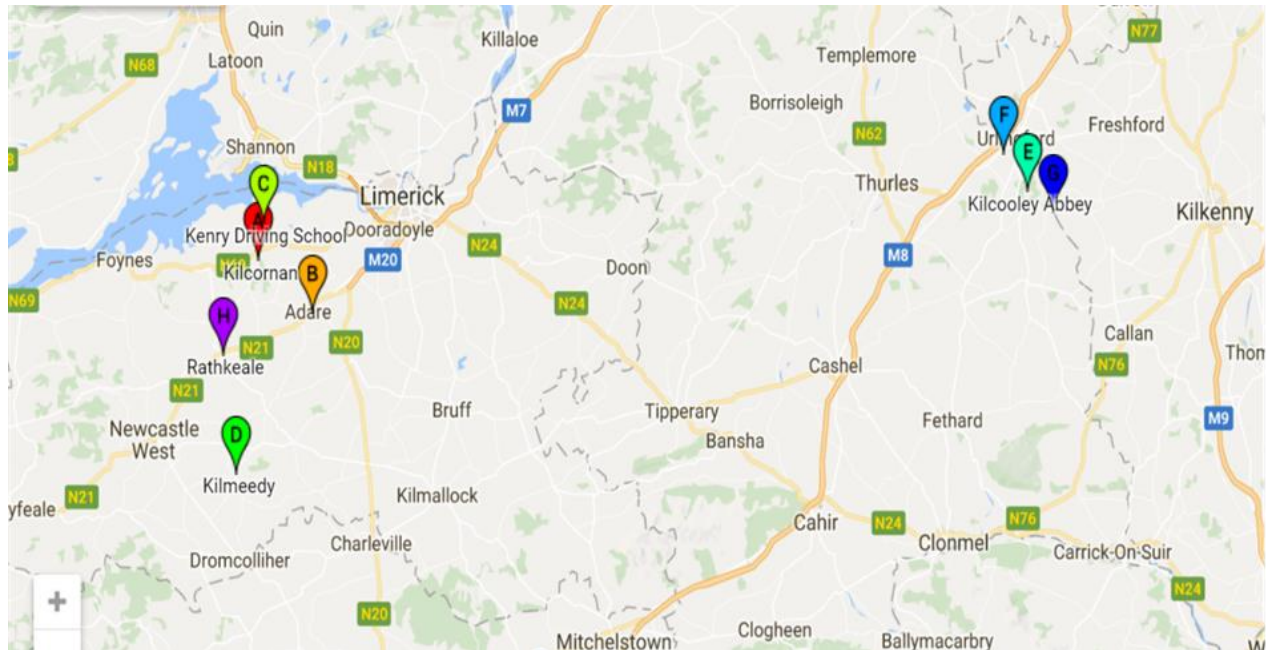 Quin
Killaloe
N77
Latoon
N68
Templemore
M7
Borrisoleigh
N62
F
Freshford
Shannon
N18
E
C
Limerick
Thurles
G
Kilcooley Abbey
Kilkenny
A
Kenry Driving School
Dooradoyle
N24
M8
Foynes
M20
Kilcornan
B
Doon
N69
N24
Adare
H
N21
N20
Callan
Rathkeale
Cashel
N76
N21
Bruff
Tipperary
Fethard
M9
Newcastle
West
D
Bansha
Kilmeedy
N21
Kilmallock
yfeale
Cahir
N24
N76
Charleville
Clonmel
Carrick-On-Suir
Dromcolliher
N24
+
N20
Mitchelstown
Clogheen
Ballymacarbry